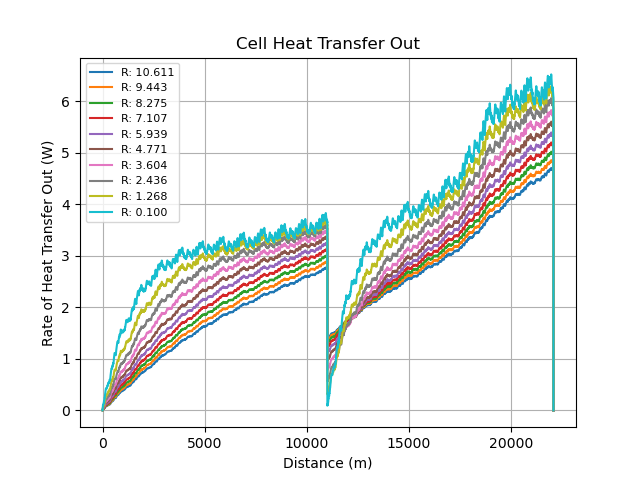 Cell Heat Transfer Out
Rate of Heat Transfer Out (W)
6
5
4
3
2
1
0
R: 10.611
R: 9.443
R: 8.275
R: 7.107
R: 5.939
R: 4.771
R: 3.604
R: 2.436
R: 1.268
R: 0.100
0 5000 10000 15000 20000
Distance (m)